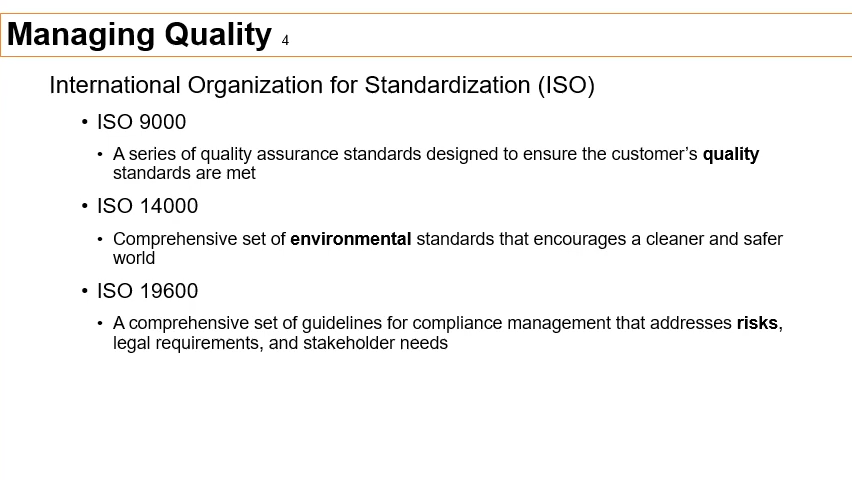 Managing Quality 4
International Organization for Standardization (ISO)
• ISO 9000
• A series of quality assurance standards designed to ensure the customer’s quality
standards are met
• ISO 14000
• Comprehensive set of environmental standards that encourages a cleaner and safer
world
• ISO 19600
• A comprehensive set of guidelines for compliance management that addresses risks,
legal requirements, and stakeholder needs